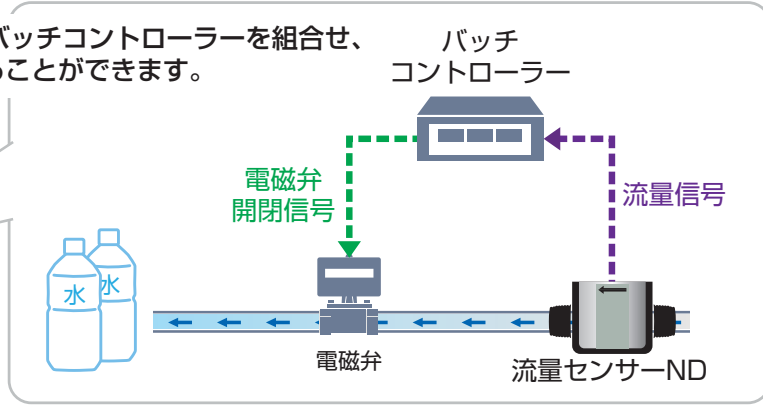 バッチコントローラーを組合せ、
ことができます。
バッチ
コントローラー
電磁弁
開閉信号
流量信号
水
水
電磁弁
流量センサーND